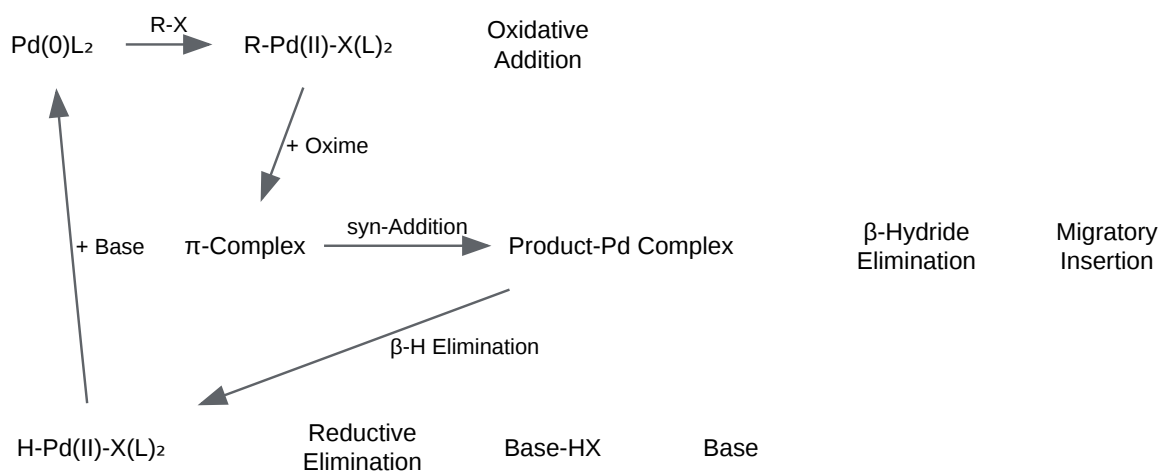 R-X
Pd(0)L₂
R-Pd(II)-X(L)₂
Oxidative
Addition
+ Oxime
syn-Addition
+ Base
π-Complex
Product-Pd Complex
β-Hydride
Elimination
Migratory
Insertion
β-H Elimination
H-Pd(II)-X(L)₂
Reductive
Elimination
Base-HX
Base